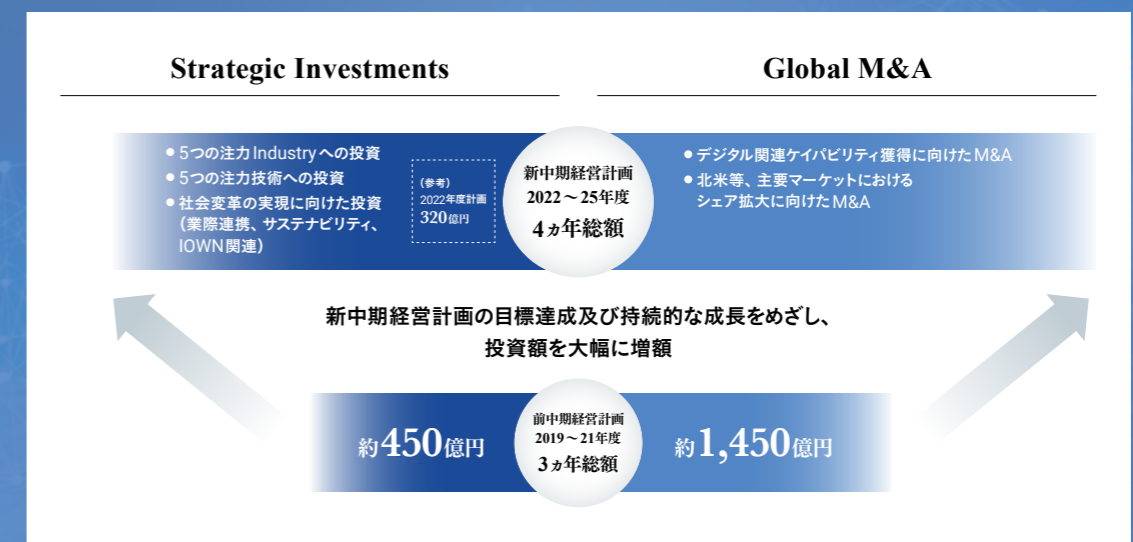 Strategic Investments
Global M&A
● 5つの注力Industryへの投資
● 5つの注力技術への投資
● 社会変革の実現に向けた投資
（業際連携、サステナビリティ、
IOWN関連）
（参考）
2022年度計画
320億円
新中期経営計画
2022～25年度
4ヵ年総額
● デジタル関連ケイパビリティ獲得に向けたM&A
● 北米等、主要マーケットにおける
シェア拡大に向けたM&A
新中期経営計画の目標達成及び持続的な成長をめざし、
投資額を大幅に増額
約450億円
前中期経営計画
2019～21年度
3ヵ年総額
約1,450億円